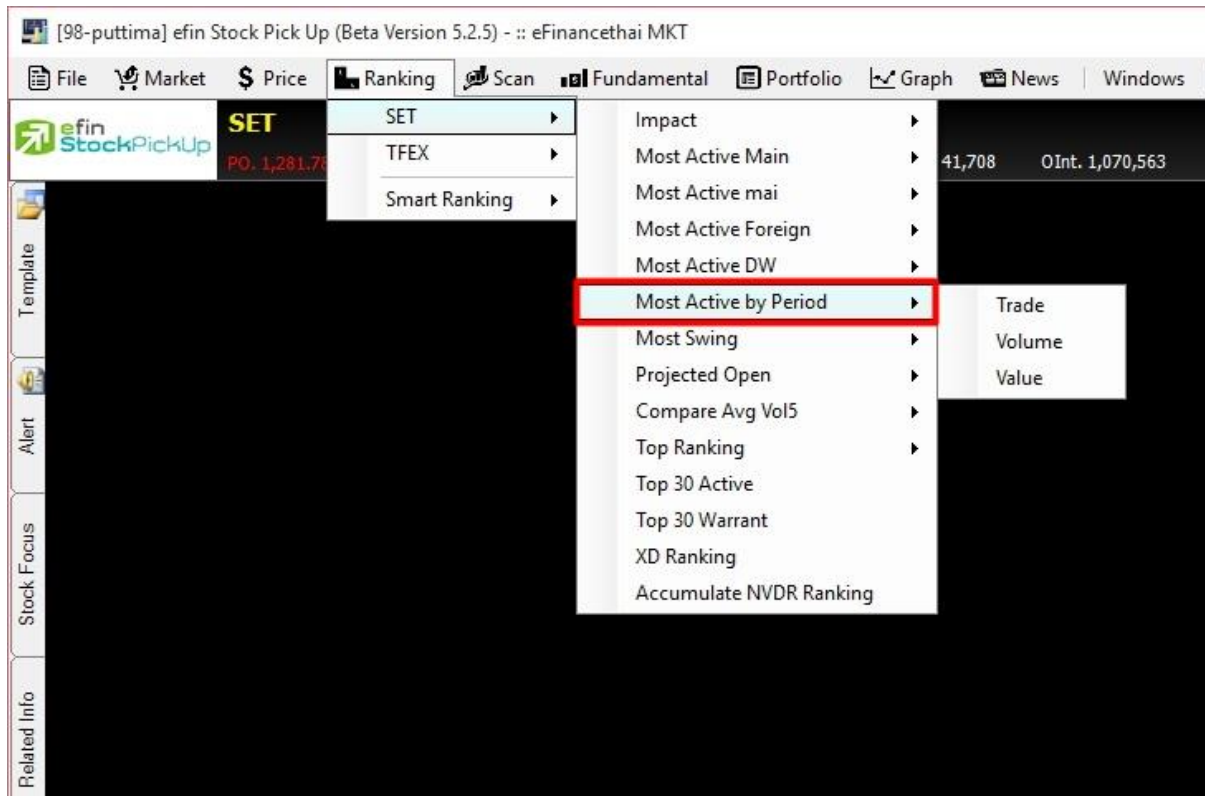 [98-puttima] efin Stock Pick Up (Beta Version 5.2.5) - :: eFinancethai MKT
File Market $ Price Ranking Scan Fundamental Portfolio Graph News Windows
efin
StockPickUp
SET
PO. 1,281.78
41,708 OInt. 1,070,563
SET
TFEX
Smart Ranking
Impact
Most Active Main
Most Active mai
Most Active Foreign
Most Active DW
Most Active by Period
Most Swing
Projected Open
Compare Avg Vol5
Top Ranking
Top 30 Active
Top 30 Warrant
XD Ranking
Accumulate NVDR Ranking
Trade
Volume
Value
Template
Alert
Stock Focus
Related Info